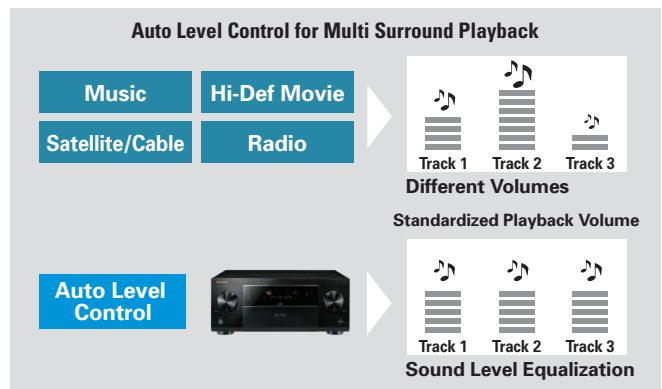 Auto Level Control for Multi Surround Playback
Music
Hi-Def Movie
Satellite/Cable
Radio
Track 1
Track 2
Track 3
Different Volumes
Standardized Playback Volume
Auto Level
Control
Track 1
Track 2
Track 3
Sound Level Equalization